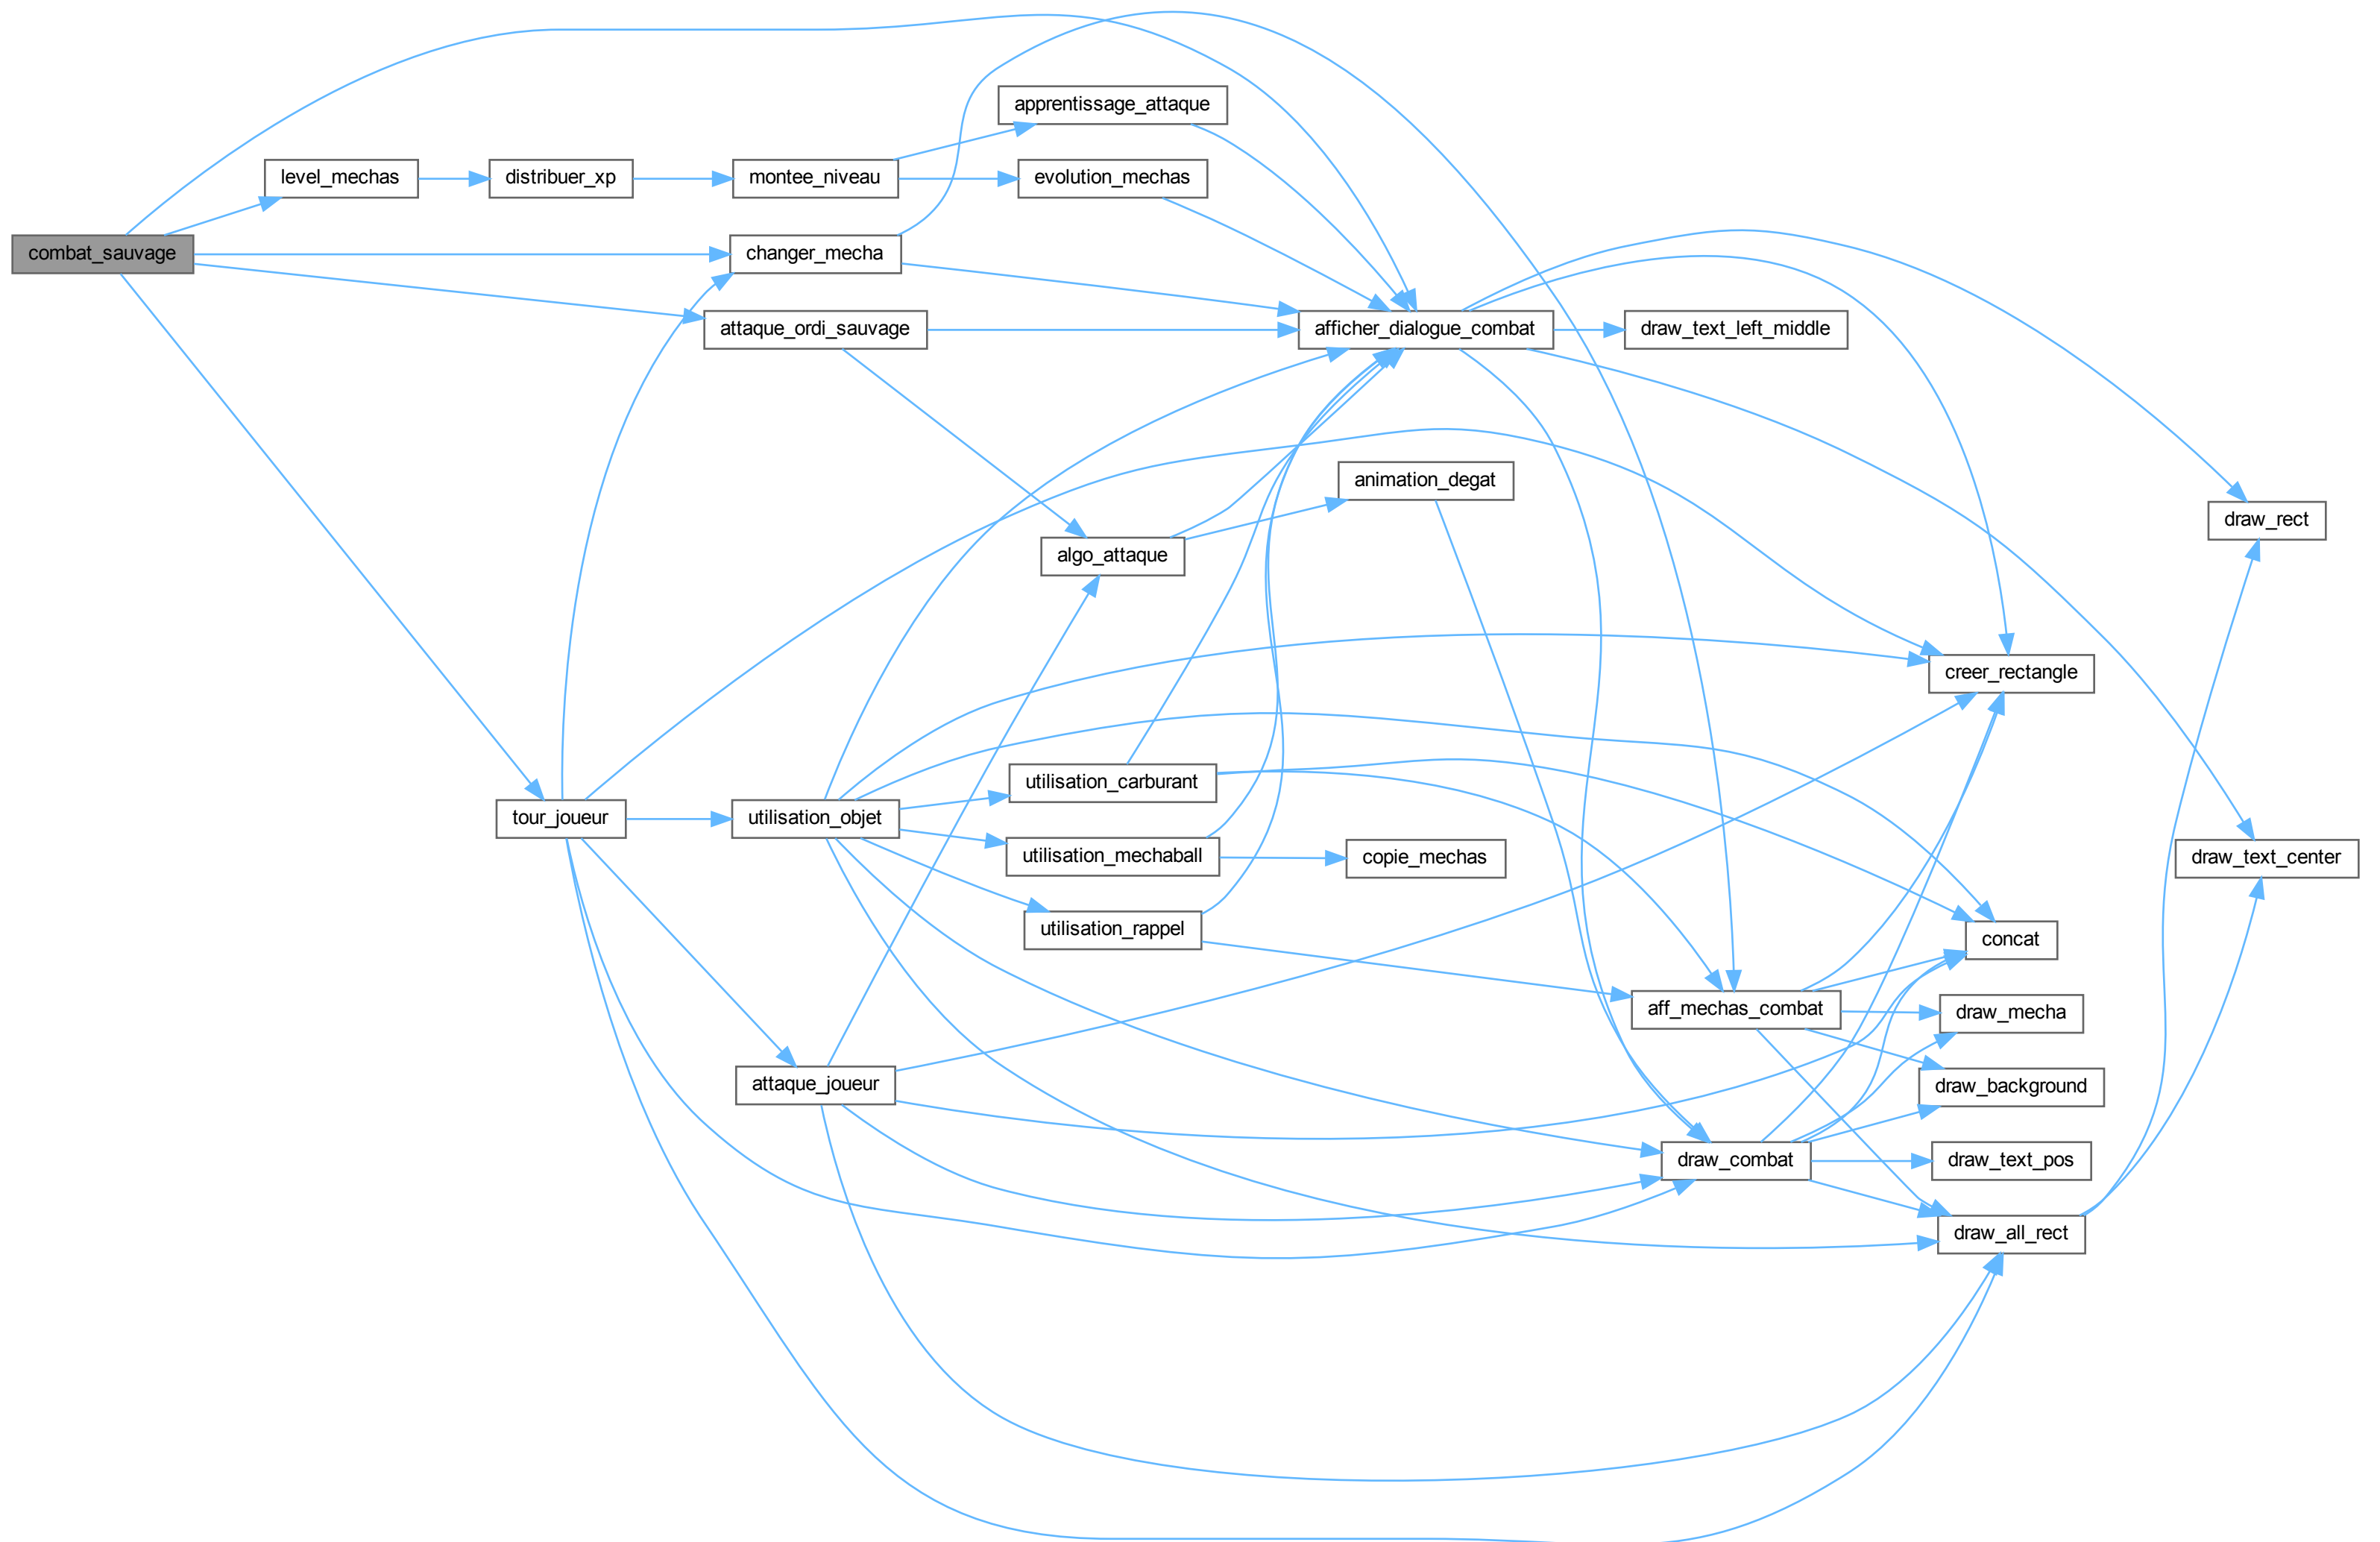 apprentissage_attaque
level_mechas
distribuer_xp
montee_niveau
evolution_mechas
combat_sauvage
changer_mecha
attaque_ordi_sauvage
afficher_dialogue_combat
draw_text_left_middle
animation_degat
draw_rect
algo_attaque
creer_rectangle
utilisation_carburant
tour_joueur
utilisation_objet
utilisation_mechaball
copie_mechas
draw_text_center
utilisation_rappel
concat
aff_mechas_combat
draw_mecha
attaque_joueur
draw_background
draw_combat
draw_text_pos
draw_all_rect